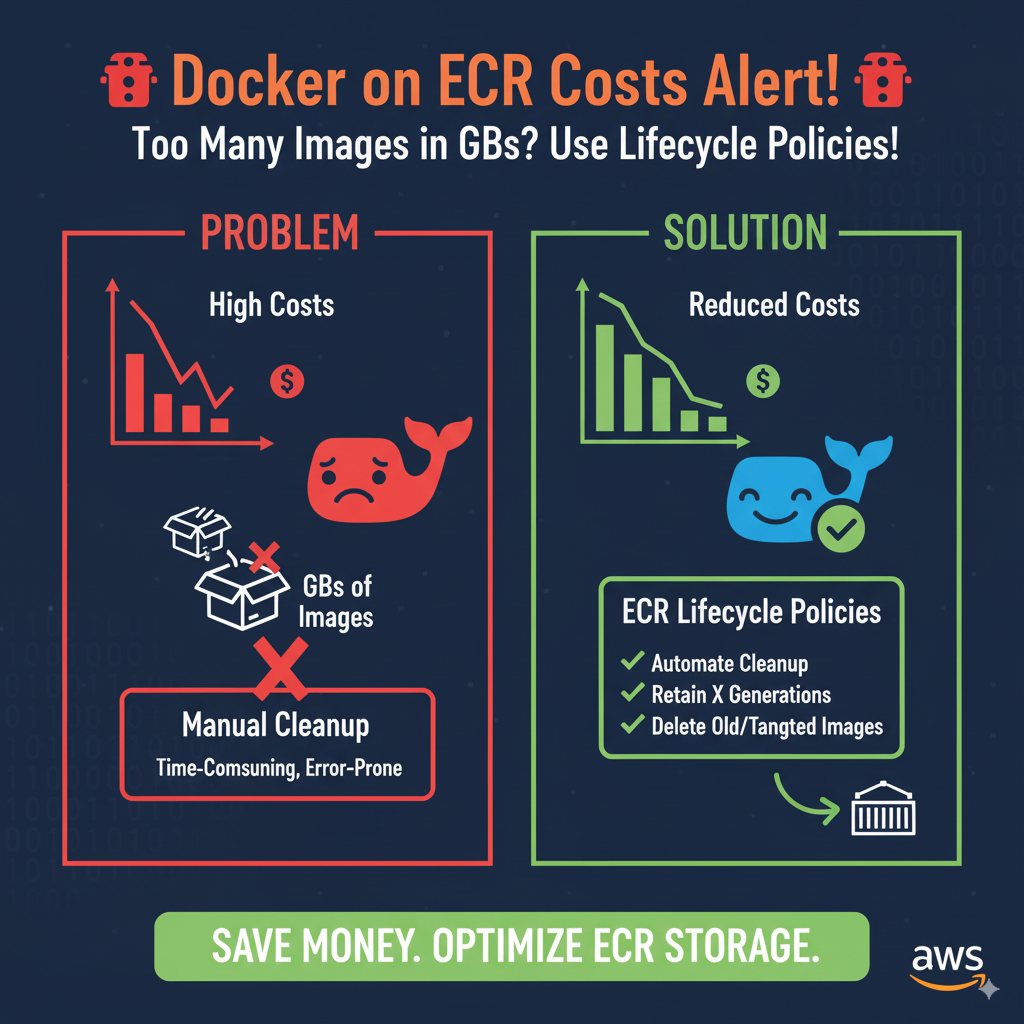 Docker on ECR Costs Alert!
Too Many Images in GBs? Use Lifecycle Policies!
PROBLEM
High Costs
$
GBs of
Images
Manual Cleanup
Time-Comsuning, Error-Prone
SOLUTION
Reduced Costs
$
ECR Lifecycle Policies
Automate Cleanup
Retain X Generations
Delete Old/Tangted Images
SAVE MONEY. OPTIMIZE ECR STORAGE.
aws